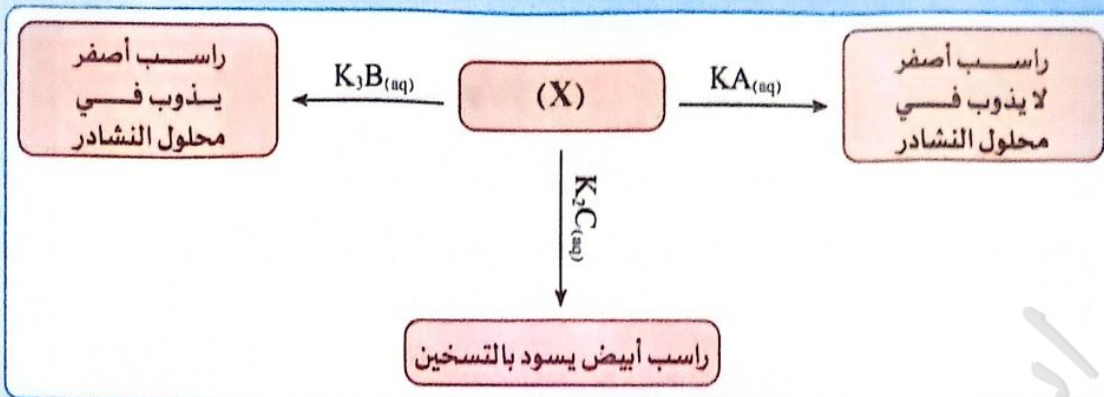 راسب أصفر
يذوب في
محلول النشادر
K₃B(aq)
(X)
KA(aq)
راسب أصفر
لا يذوب في
محلول النشادر
K₂C(aq)
راسب أبيض يسود بالتسخين